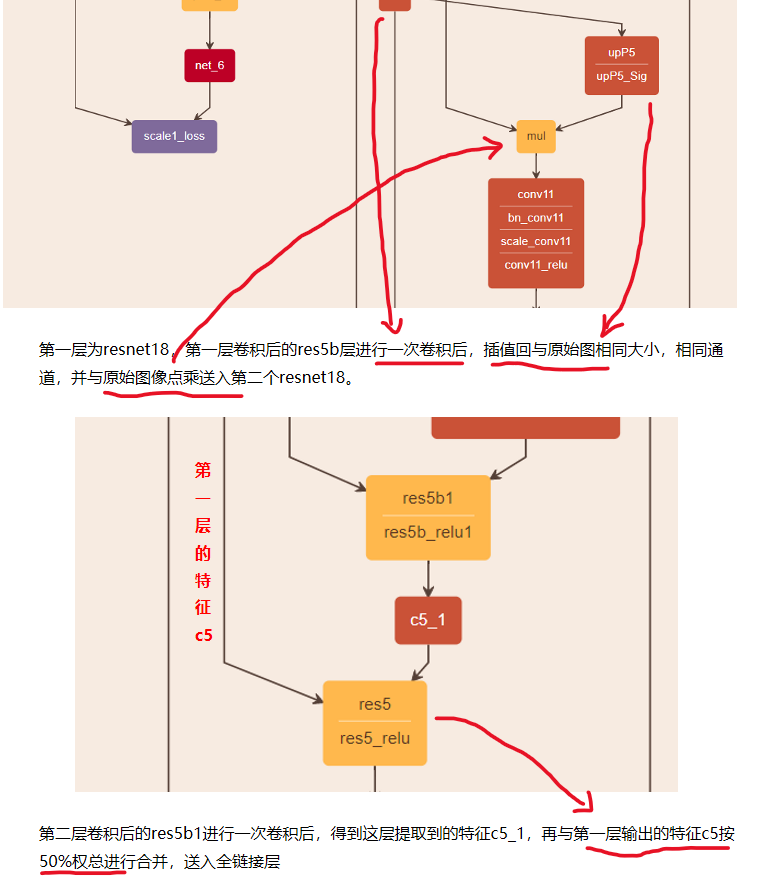 net_6
scale1_loss
upP5
upP5_Sig
mul
conv11
bn_conv11
scale_conv11
conv11_relu
第一层为resnet18，第一层卷积后的res5b层进行一次卷积后，插值回与原始图相同大小，相同通
道，并与原始图像点乘送入第二个resnet18。
第
一
层
的
特
征
c5
res5b1
res5b_relu1
c5_1
res5
res5_relu
第二层卷积后的res5b1进行一次卷积后，得到这层提取到的特征c5_1，再与第一层输出的特征c5按
50%权总进行合并，送入全链接层